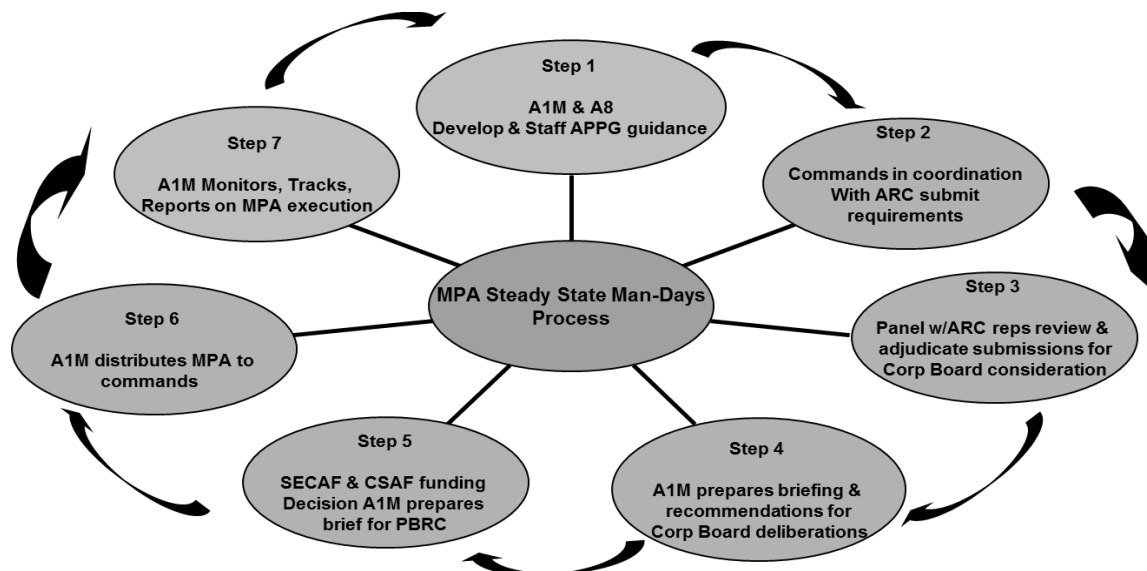 Step 1
A1M & A8
Develop & Staff APPG guidance
Step 2
Commands in coordination
With ARC submit
requirements
Step 3
Panel w/ARC reps review &
adjudicate submissions for
Corp Board consideration
Step 4
A1M prepares briefing &
recommendations for
Corp Board deliberations
Step 5
SECAF & CSAF funding
Decision A1M prepares
brief for PBRC
Step 6
A1M distributes MPA to
commands
Step 7
A1M Monitors, Tracks,
Reports on MPA execution
MPA Steady State Man-Days
Process